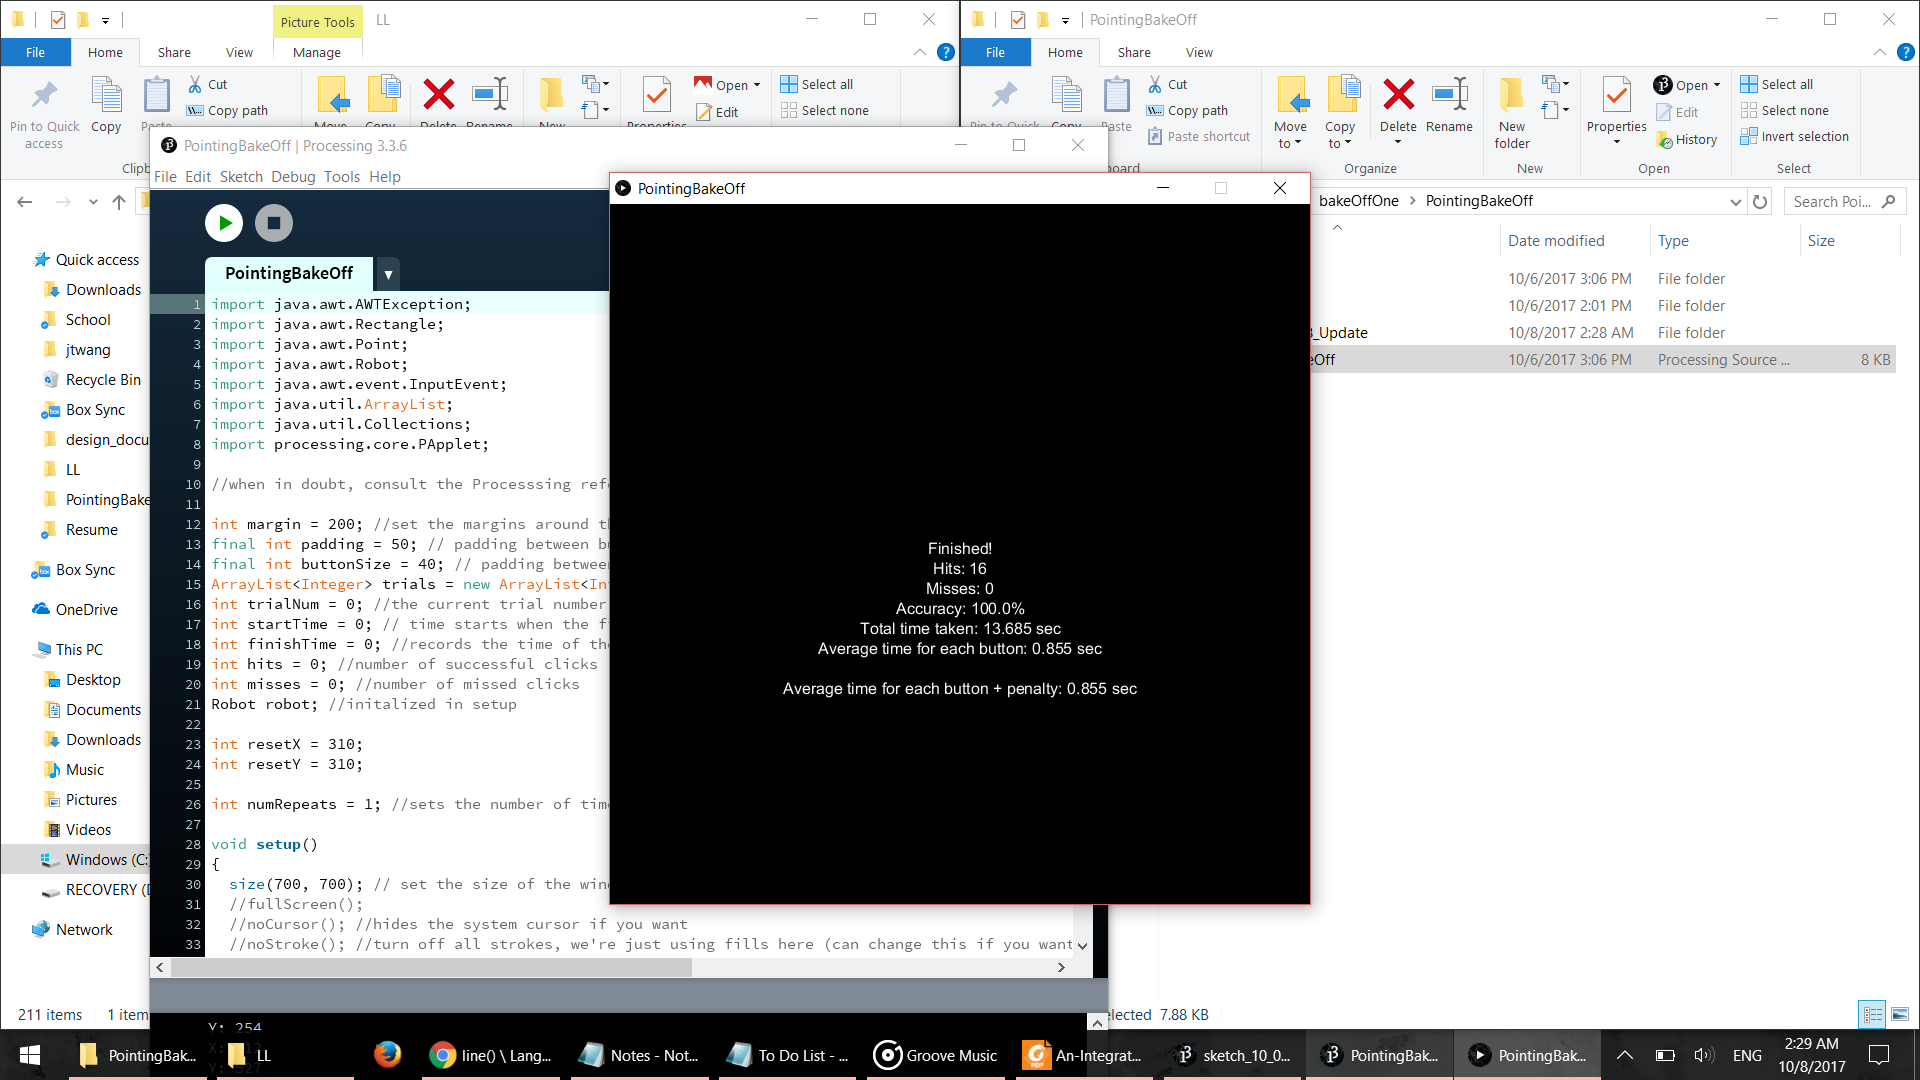 Picture Tools
LL
File
Home
Share
View
Manage
Pin to Quick
access
Copy
Cut
Copy path
Open
Edit
Select all
Select none
PointingBakeOff
File
Home
Share
View
Cut
Copy path
Paste shortcut
Move
to
Copy
to
Delete
Rename
New
folder
Properties
Open
Edit
History
Select all
Select none
Invert selection
Organize
New
Open
Select
bakeOffOne
PointingBakeOff
Search Poi...
Date modified
Type
Size
10/6/2017 3:06 PM
File folder
10/6/2017 2:01 PM
File folder
_Update
10/8/2017 2:28 AM
File folder
Off
10/6/2017 3:06 PM
Processing Source ...
8 KB
Quick access
Downloads
School
jtwang
Recycle Bin
Box Sync
design_docu
LL
PointingBake
Resume
Box Sync
OneDrive
This PC
Desktop
Documents
Downloads
Music
Pictures
Videos
Windows (C:
RECOVERY (
Network
211 items
1 item
PointingBakeOff | Processing 3.3.6
File Edit Sketch Debug Tools Help
PointingBakeOff
1 import java.awt.AWTException;
2 import java.awt.Rectangle;
3 import java.awt.Point;
4 import java.awt.Robot;
5 import java.awt.event.InputEvent;
6 import java.util.ArrayList;
7 import java.util.Collections;
8 import processing.core.PApplet;
9
10 //when in doubt, consult the Processsing ref
11
12 int margin = 200; //set the margins around
13 final int padding = 50; // padding between
14 final int buttonSize = 40; // padding between
15 ArrayList<Integer> trials = new ArrayList<In
16 int trialNum = 0; //the current trial number
17 int startTime = 0; // time starts when the f
18 int finishTime = 0; //records the time of the
19 int hits = 0; //number of successful clicks
20 int misses = 0; //number of missed clicks
21 Robot robot; //initalized in setup
22
23 int resetX = 310;
24 int resetY = 310;
25
26 int numRepeats = 1; //sets the number of tim
27
28 void setup()
29 {
30 size(700, 700); // set the size of the win
31 //fullScreen();
32 //noCursor(); //hides the system cursor if you want
33 //noStroke(); //turn off all strokes, we're just using fills here (can change this if you want
Y: 254
PointingBakeOff
Finished!
Hits: 16
Misses: 0
Accuracy: 100.0%
Total time taken: 13.685 sec
Average time for each button: 0.855 sec
Average time for each button + penalty: 0.855 sec
7.88 KB
PointingBak...
LL
line() \ Lang...
Notes - Not...
To Do List - ...
Groove Music
An-Integrat...
sketch_10_0...
PointingBak...
PointingBak...
ENG
2:29 AM
10/8/2017